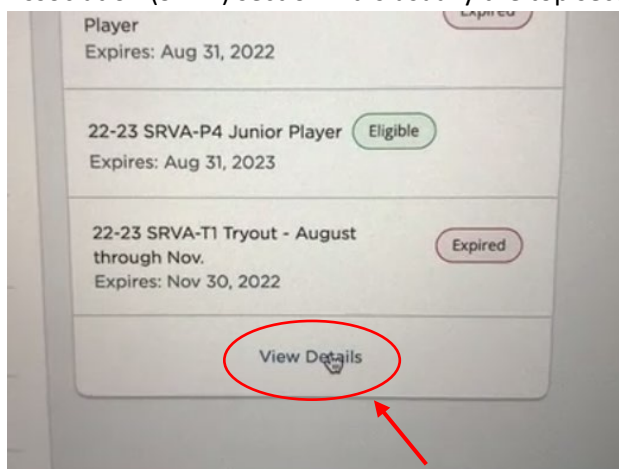 Player
Expired
Expires: Aug 31, 2022
22-23 SRVA-P4 Junior Player
Eligible
Expires: Aug 31, 2023
22-23 SRVA-T1 Tryout - August
through Nov.
Expired
Expires: Nov 30, 2022
View Details